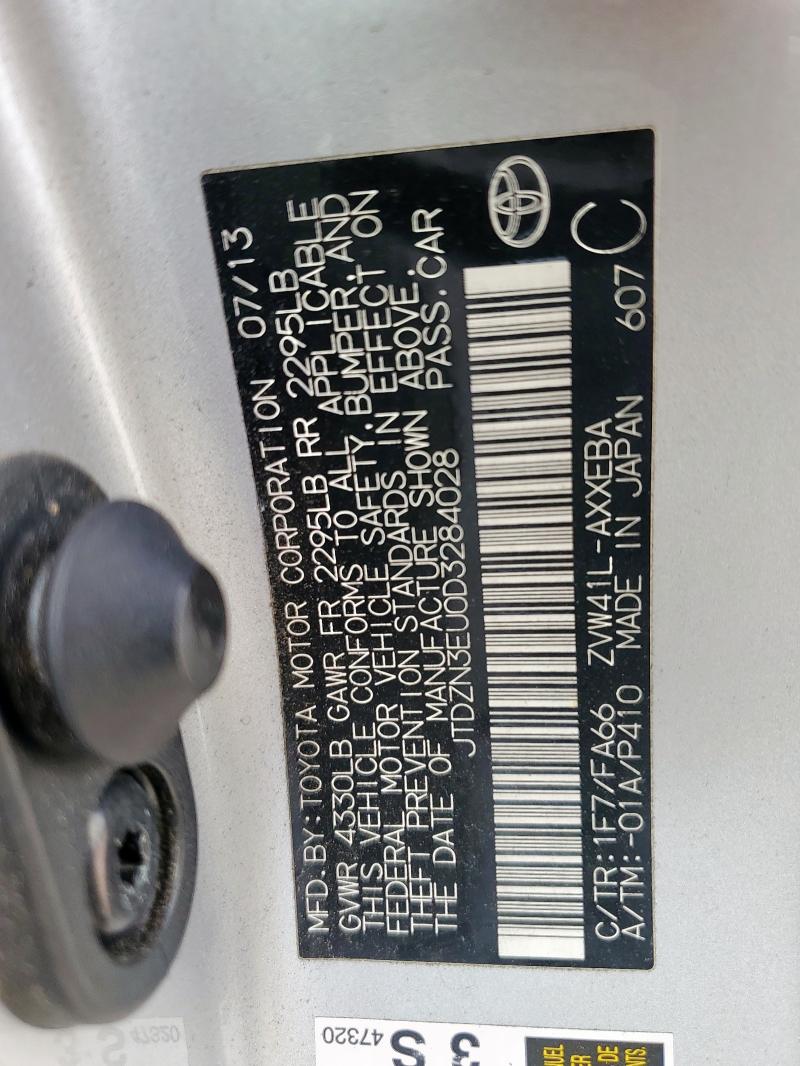 MFD.BY:TOYOTA MOTOR CORPORATION 07/13
GVWR 4330LB GAWR FR 2295LB RR 2295LB
THIS VEHICLE CONFORMS TO ALL APPLICABLE
FEDERAL MOTOR VEHICLE SAFETY,BUMPER,AND
THEFT PREVENTION STANDARDS IN EFFECT ON
THE DATE OF MANUFACTURE SHOWN ABOVE.
JTDZN3EU0D3284028 PASS.CAR
C/TR:1F7/FA66 ZVW41L-AXXEBA
A/TM:-01A/P410 MADE IN JAPAN 607 C
47320